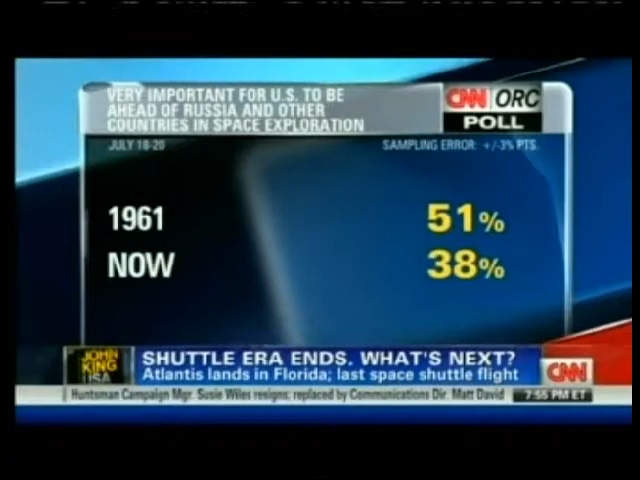 VERY IMPORTANT FOR U.S. TO BE
AHEAD OF RUSSIA AND OTHER
COUNTRIES IN SPACE EXPLORATION
CNN ORC
POLL
JULY 18-20
SAMPLING ERROR: +/-3% PTS.
1961 51%
NOW 38%
JOHN
KING
USA
SHUTTLE ERA ENDS. WHAT'S NEXT?
Atlantis lands in Florida; last space shuttle flight
CNN
Huntsman Campaign Mgr. Susie Wiles resigns; replaced by Communications Dir. Matt David
7:55 PM ET